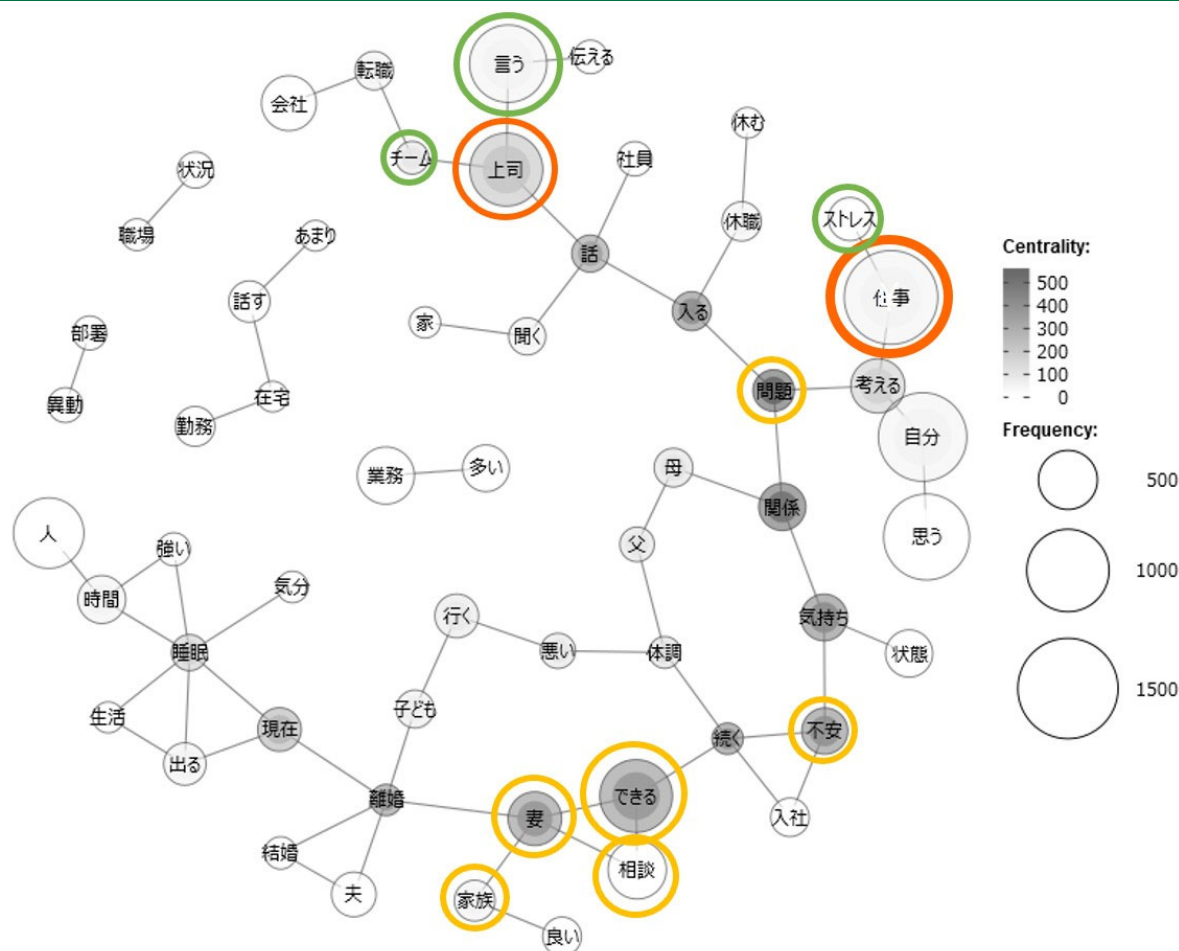 言う
伝える
転職
会社
チーム
上司
社員
休む
状況
職場
あまり
話
休職
ストレス
話す
入る
仕事
家
聞く
部署
異動
在宅
勤務
問題
考える
自分
業務
多い
母
関係
思う
人
強い
父
時間
気分
行く
悪い
体調
気持ち
状態
睡眠
生活
出る
現在
子ども
続く
不安
離婚
妻
できる
入社
結婚
夫
家族
相談
良い
Centrality:
500
400
300
200
100
0
Frequency:
500
1000
1500